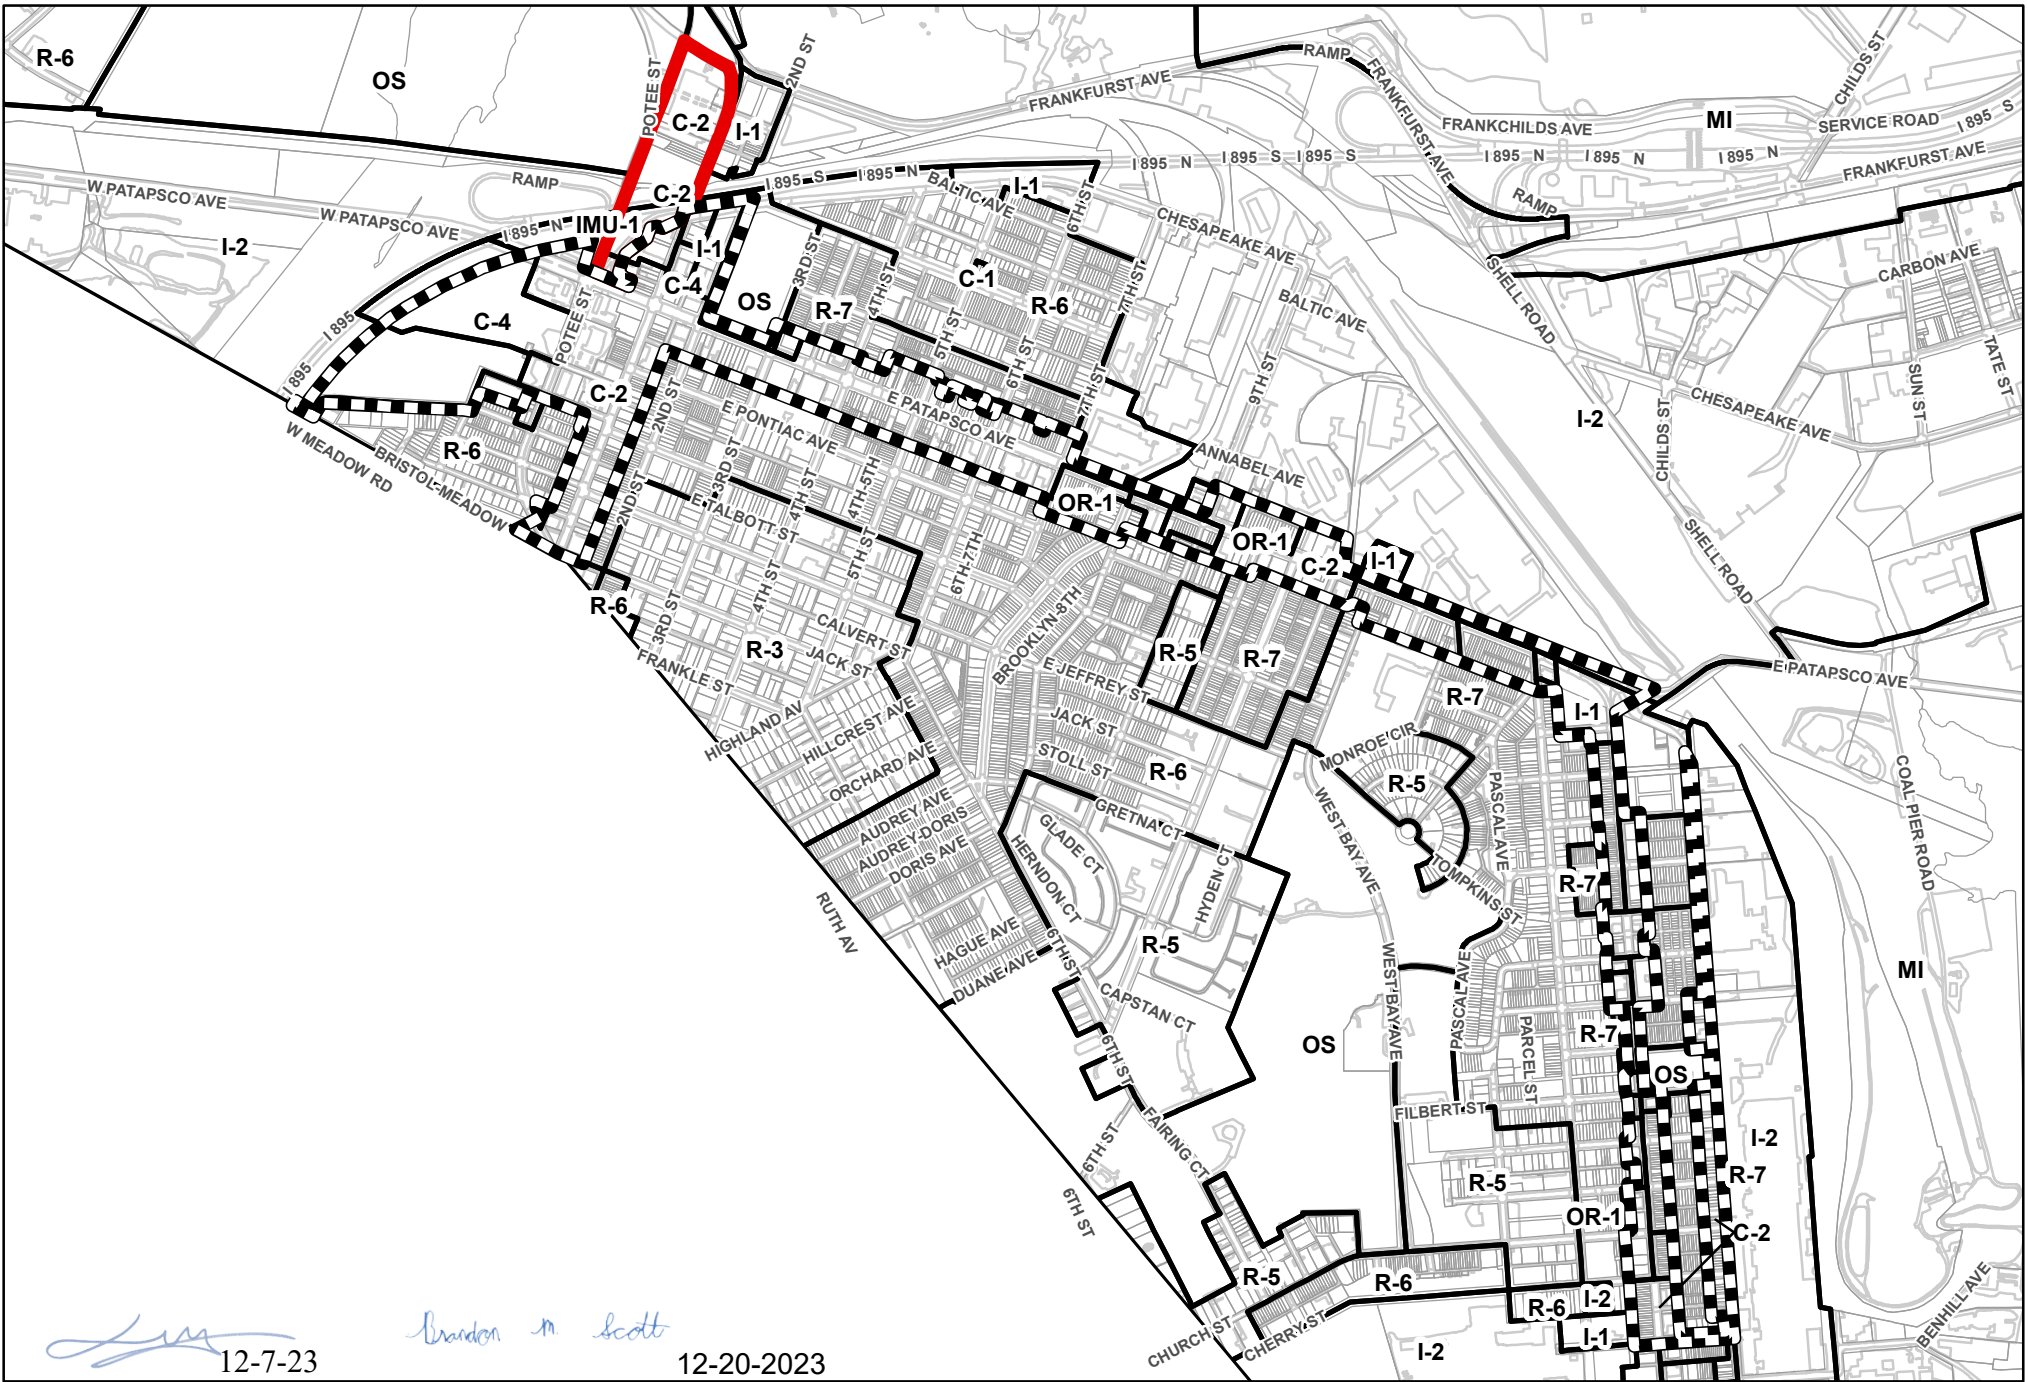 R-6
OS
POTEE ST
C-2
I-1
2ND ST
FRANKFURST AVE
RAMP
FRANKFURST AVE
CHILDS ST
FRANKCHILDS AVE
MI
SERVICE ROAD
I 895 S
I 895 N
I 895 S
I 895 S
I 895 N
I 895 N
I 895 N
FRANKFURST AVE
W PATAPSCO AVE
RAMP
C-2
I 895 S
I 895 N
BALTIC AVE
I-1
6TH ST
CHESAPEAKE AVE
RAMP
W PATAPSCO AVE
I 895 N
IMU-1
I-2
I-1
C-4
OS
3RD ST
R-7
4TH ST
C-1
R-6
7TH ST
SHELL ROAD
CARBON AVE
BALTIC AVE
I 895
C-4
POTEE ST
5TH ST
6TH ST
TATE ST
SUN ST
I 895
C-2
2ND ST
7TH ST
9TH ST
E PONTIAC AVE
E PATAPSCO AVE
I-2
CHILDS ST
CHESAPEAKE AVE
W MEADOW RD
R-6
BRISTOL-MEADOW
2ND ST
3RD ST
4TH ST
4TH-5TH
ANNABEL AVE
OR-1
E TALBOTT ST
OR-1
C-2
I-1
SHELL ROAD
R-6
3RD ST
4TH ST
5TH ST
6TH-7TH
BROOKLYN-8TH
CALVERT ST
R-3
JACK ST
FRANKLE ST
E JEFFREY ST
R-5
R-7
E PATAPSCO AVE
HIGHLAND AV
HILLCREST AVE
ORCHARD AVE
JACK ST
STOLL ST
R-6
MONROE CIR
R-7
I-1
R-5
PASCAL AVE
WEST BAY AVE
COAL PIER ROAD
AUDREY AVE
AUDREY-DORIS
DORIS AVE
GLADE CT
GRETNA CT
HERNDON CT
HYDEN CT
TOMPKINS ST
R-7
RUTH AV
HAGUE AVE
DUANE AVE
6TH ST
R-5
CAPSTAN CT
WEST BAY AVE
PASCAL AVE
PARCEL ST
R-7
MI
OS
OS
6TH ST
FAIRING CT
FILBERT ST
6TH ST
6TH ST
R-5
OR-1
I-2
R-7
C-2
R-5
R-6
R-6
I-2
I-1
CHURCH ST
CHERRY ST
I-2
BENHILL AVE
Brandon M. Scott
12-7-23
12-20-2023